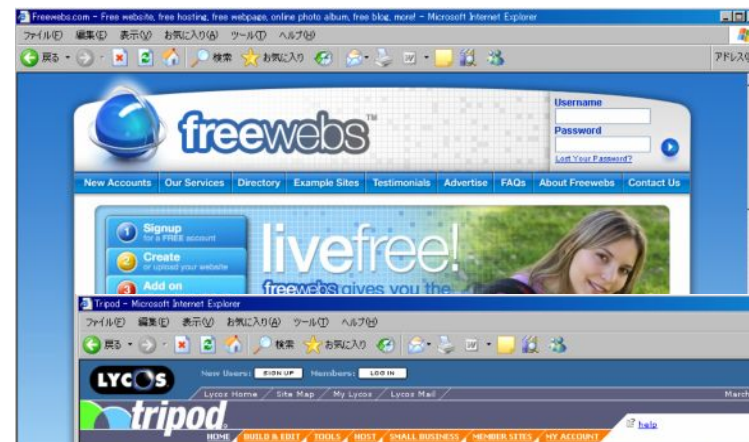 Freewebs.com - Free website, free hosting, free webpage, online photo album, free blog, more! - Microsoft Internet Explorer
ファイル(F) 編集(E) 表示(V) お気に入り(A) ツール(T) ヘルプ(H)
戻る 検索 お気に入り アドレス(
freewebs TM
Username
Password
Lost Your Password?
New Accounts Our Services Directory Example Sites Testimonials Advertise FAQs About Freewebs Contact Us
1 Signup
for a FREE account
2 Create
or upload your website
3 Add on
livefree!
freewebs gives you the
Tripod - Microsoft Internet Explorer
ファイル(F) 編集(E) 表示(V) お気に入り(A) ツール(T) ヘルプ(H)
戻る 検索 お気に入り
LYCOS
New Users: SIGN UP Members: LOG IN
Lycos Home / Site Map / My Lycos / Lycos Mail / March
tripod
help
HOME BUILD & EDIT TOOLS HOST SMALL BUSINESS MEMBER SITES MY ACCOUNT